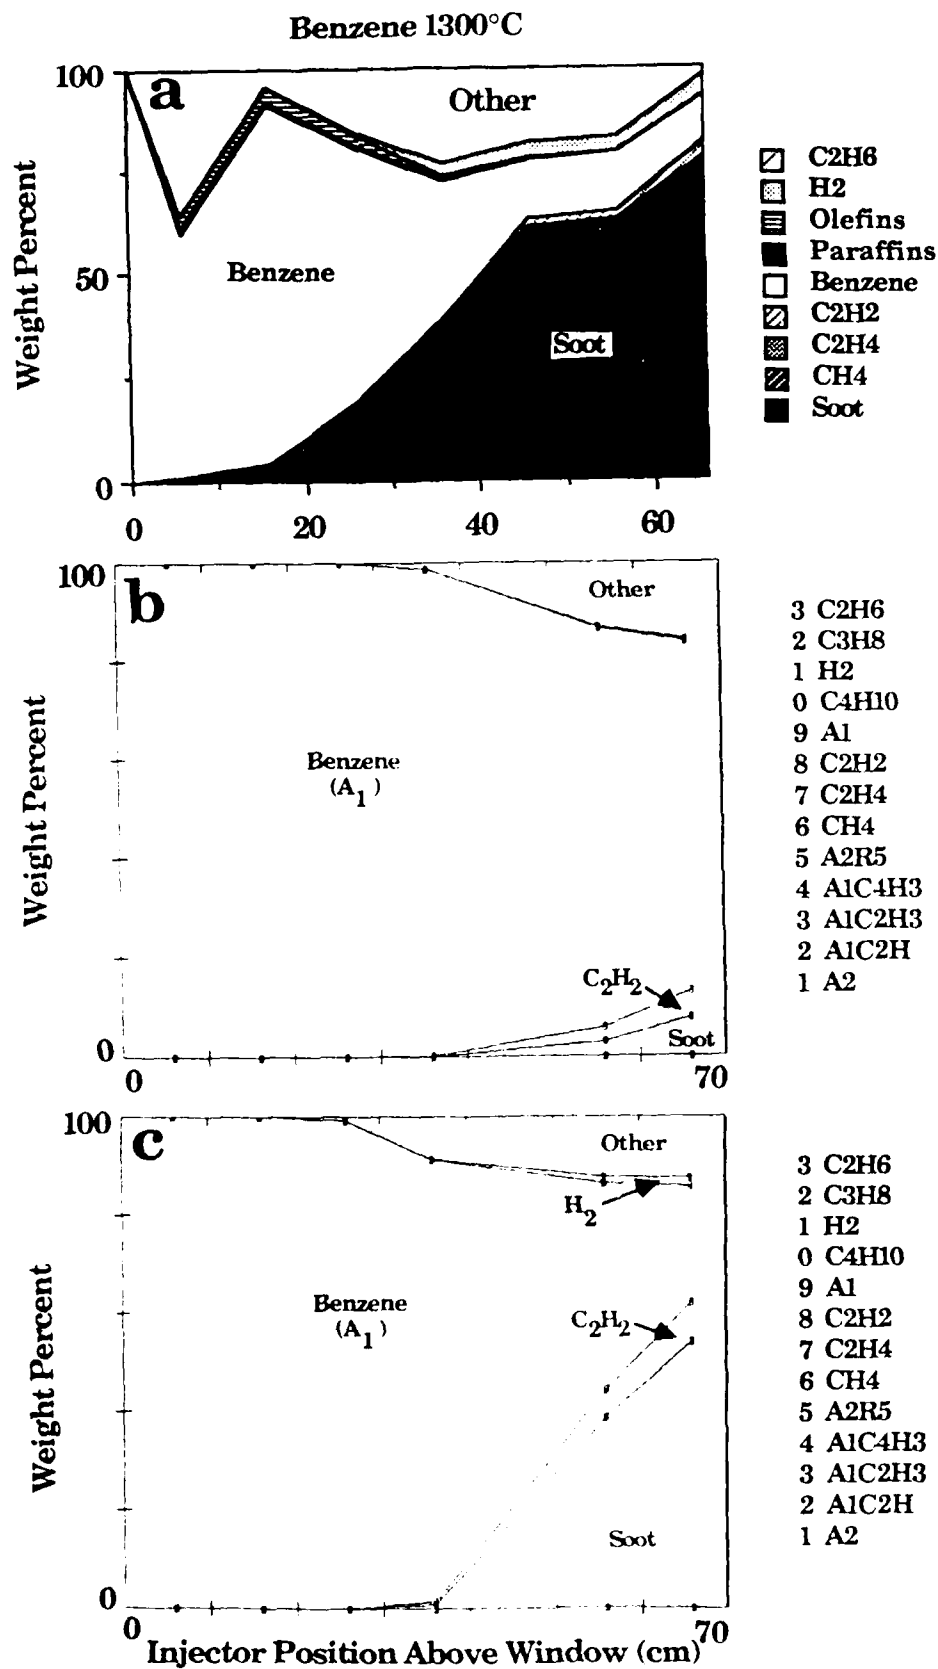 Benzene 1300°C
100
a
Other
Benzene
50
Soot
0
0 20 40 60
Weight Percent
C2H6
H2
Olefins
Paraffins
Benzene
C2H2
C2H4
CH4
Soot
100
b
Other
Benzene
(A1)
C2H2
Soot
0
0 70
Weight Percent
3 C2H6
2 C3H8
1 H2
0 C4H10
9 A1
8 C2H2
7 C2H4
6 CH4
5 A2R5
4 A1C4H3
3 A1C2H3
2 A1C2H
1 A2
100
c
Other
H2
Benzene
(A1)
C2H2
Soot
0
0 70
Weight Percent
Injector Position Above Window (cm)
3 C2H6
2 C3H8
1 H2
0 C4H10
9 A1
8 C2H2
7 C2H4
6 CH4
5 A2R5
4 A1C4H3
3 A1C2H3
2 A1C2H
1 A2